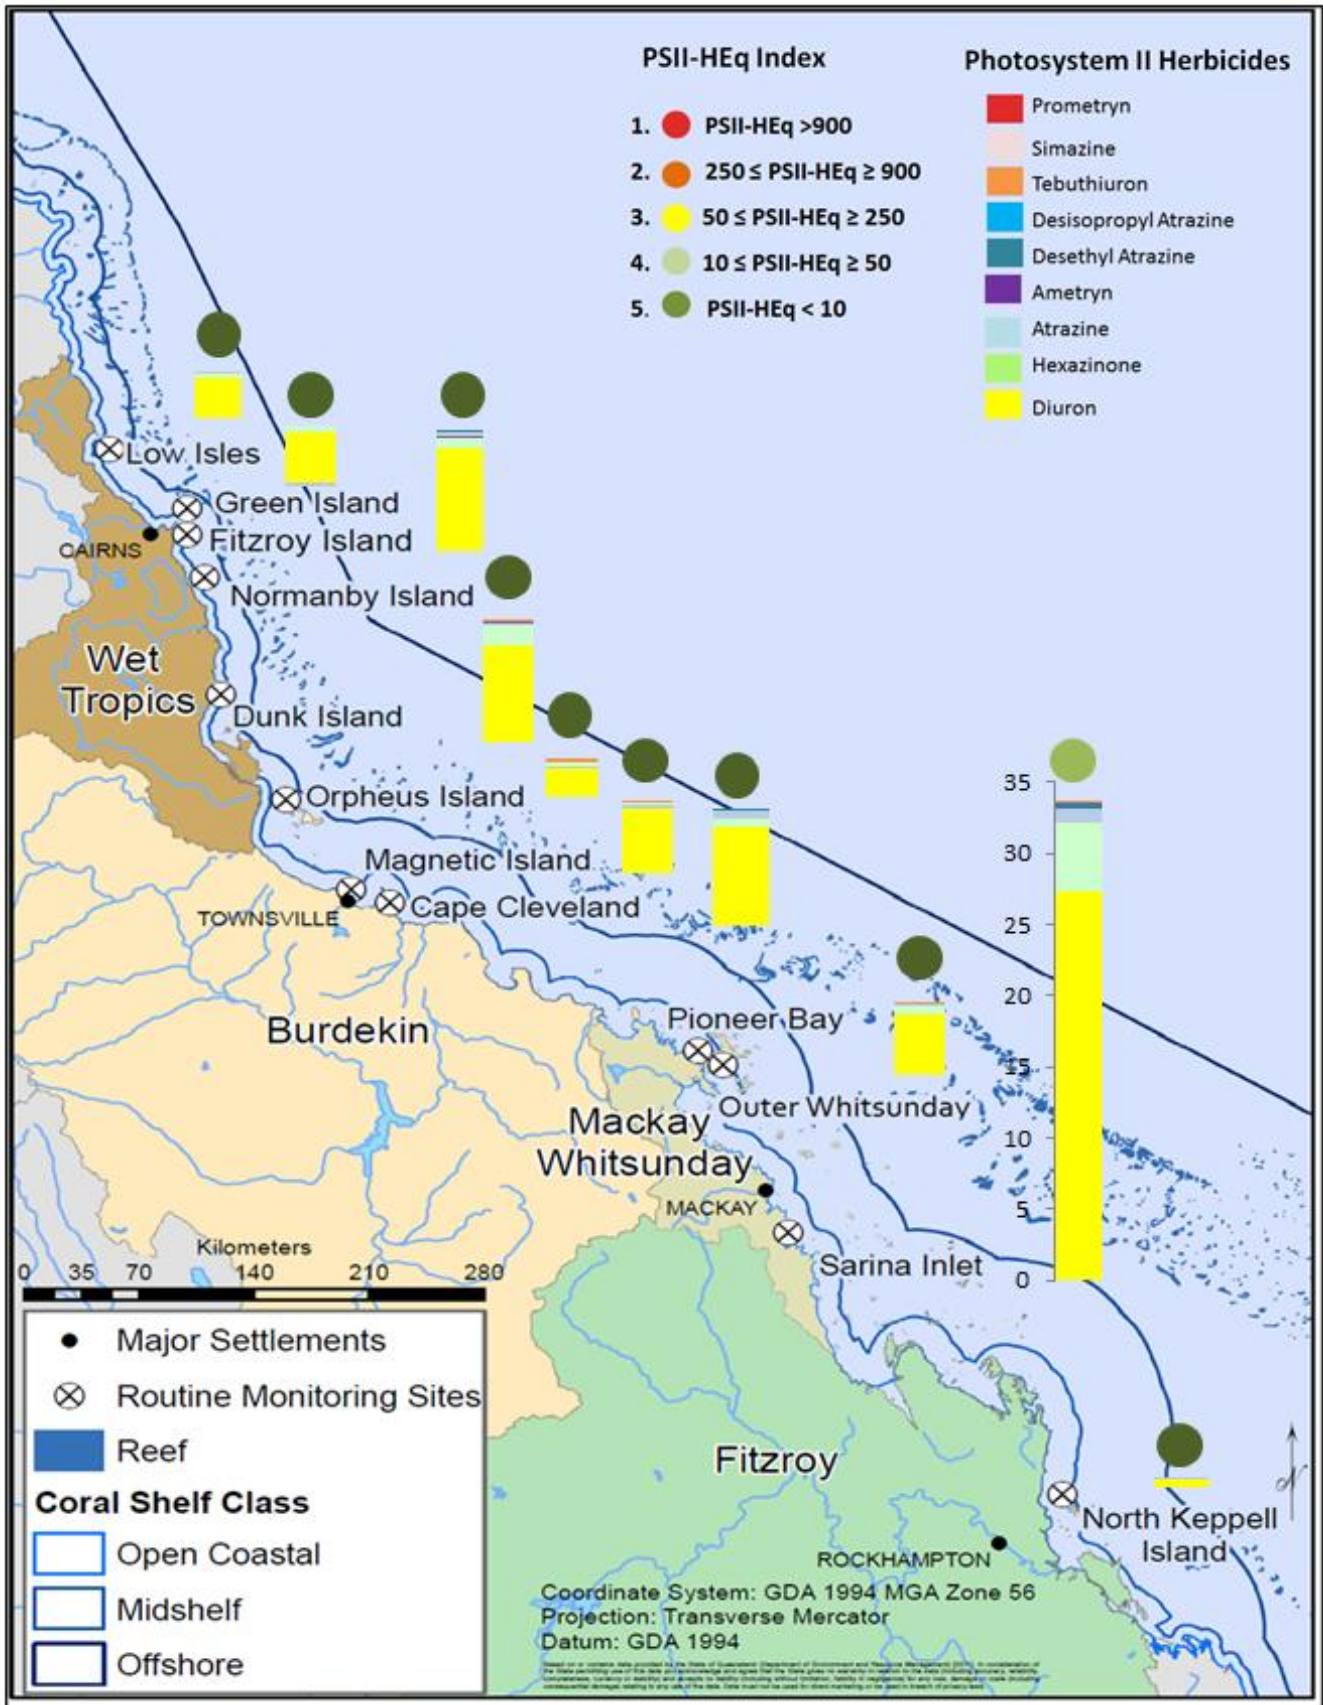 PSII-HEq Index
1. PSII-HEq >900
2. 250 ≤ PSII-HEq ≥ 900
3. 50 ≤ PSII-HEq ≥ 250
4. 10 ≤ PSII-HEq ≥ 50
5. PSII-HEq < 10
Photosystem II Herbicides
Prometryn
Simazine
Tebuthiuron
Desisopropyl Atrazine
Desethyl Atrazine
Ametryn
Atrazine
Hexazinone
Diuron
Low Isles
Green Island
CAIRNS
Fitzroy Island
Normanby Island
Wet
Tropics
Dunk Island
Orpheus Island
Magnetic Island
TOWNSVILLE
Cape Cleveland
Burdekin
Pioneer Bay
Outer Whitsunday
Mackay
Whitsunday
MACKAY
Sarina Inlet
35
30
25
20
15
10
5
0
Kilometers
0 35 70 140 210 280
Major Settlements
Routine Monitoring Sites
Reef
Coral Shelf Class
Open Coastal
Midshelf
Offshore
Fitzroy
North Keppell
Island
ROCKHAMPTON
N
Coordinate System: GDA 1994 MGA Zone 56
Projection: Transverse Mercator
Datum: GDA 1994